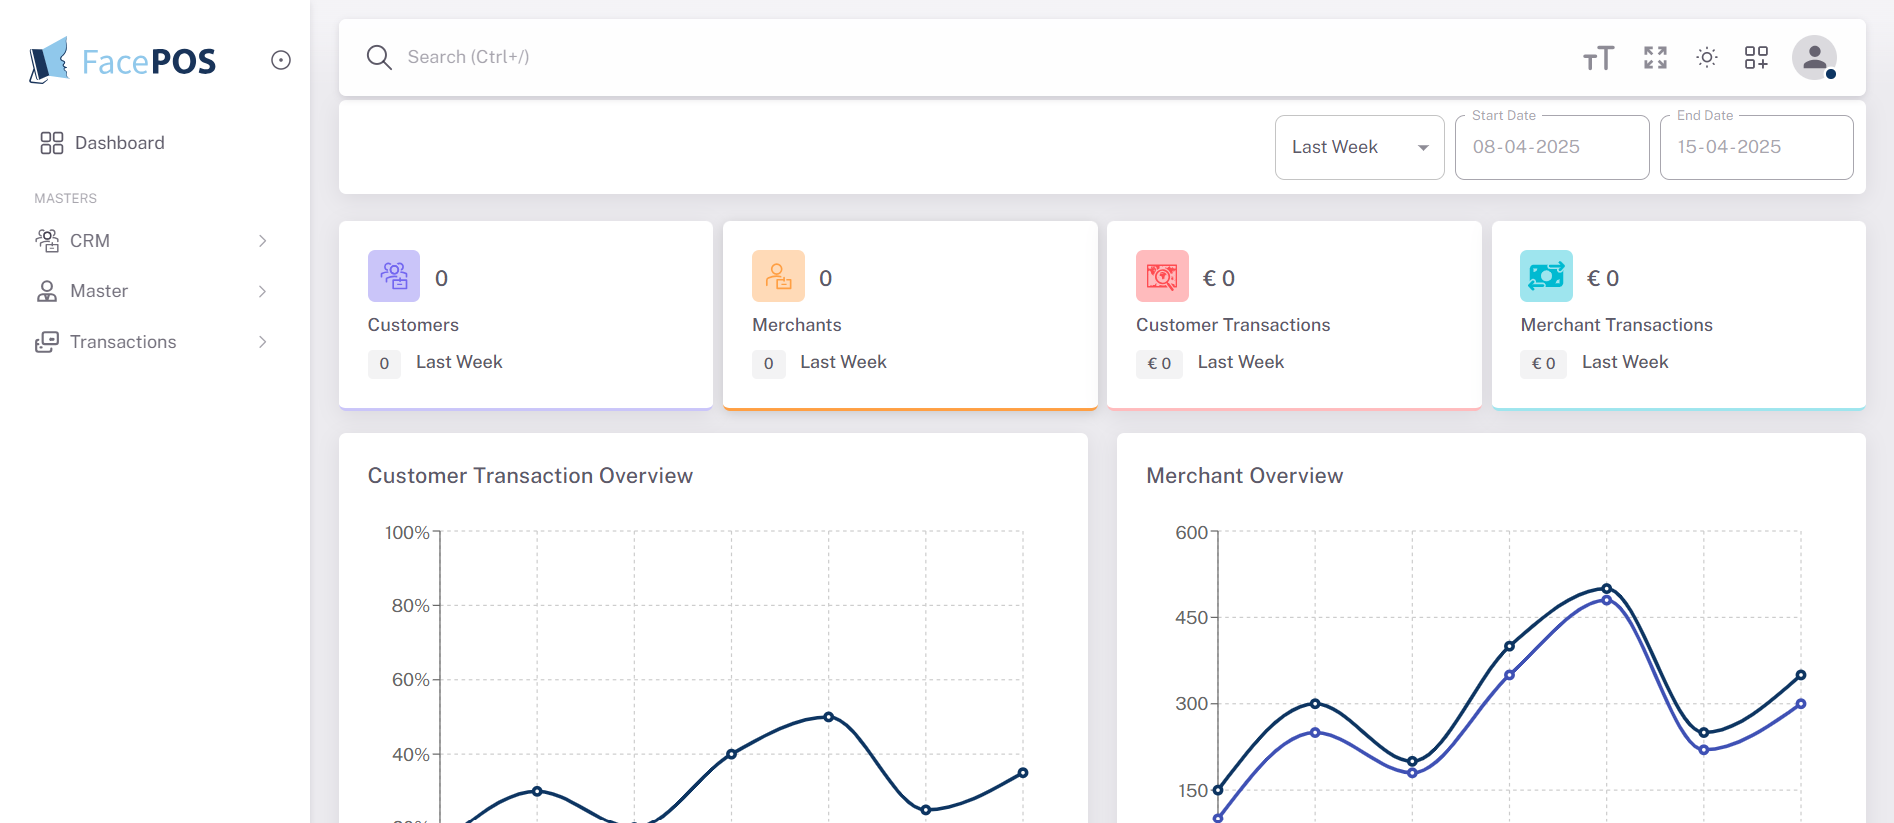 FacePOS
Search (Ctrl+/)
Dashboard
MASTERS
CRM
Master
Transactions
Last Week
Start Date
08-04-2025
End Date
15-04-2025
0
Customers
0 Last Week
0
Merchants
0 Last Week
€ 0
Customer Transactions
€ 0 Last Week
€ 0
Merchant Transactions
€ 0 Last Week
Customer Transaction Overview
100%
80%
60%
40%
Merchant Overview
600
450
300
150